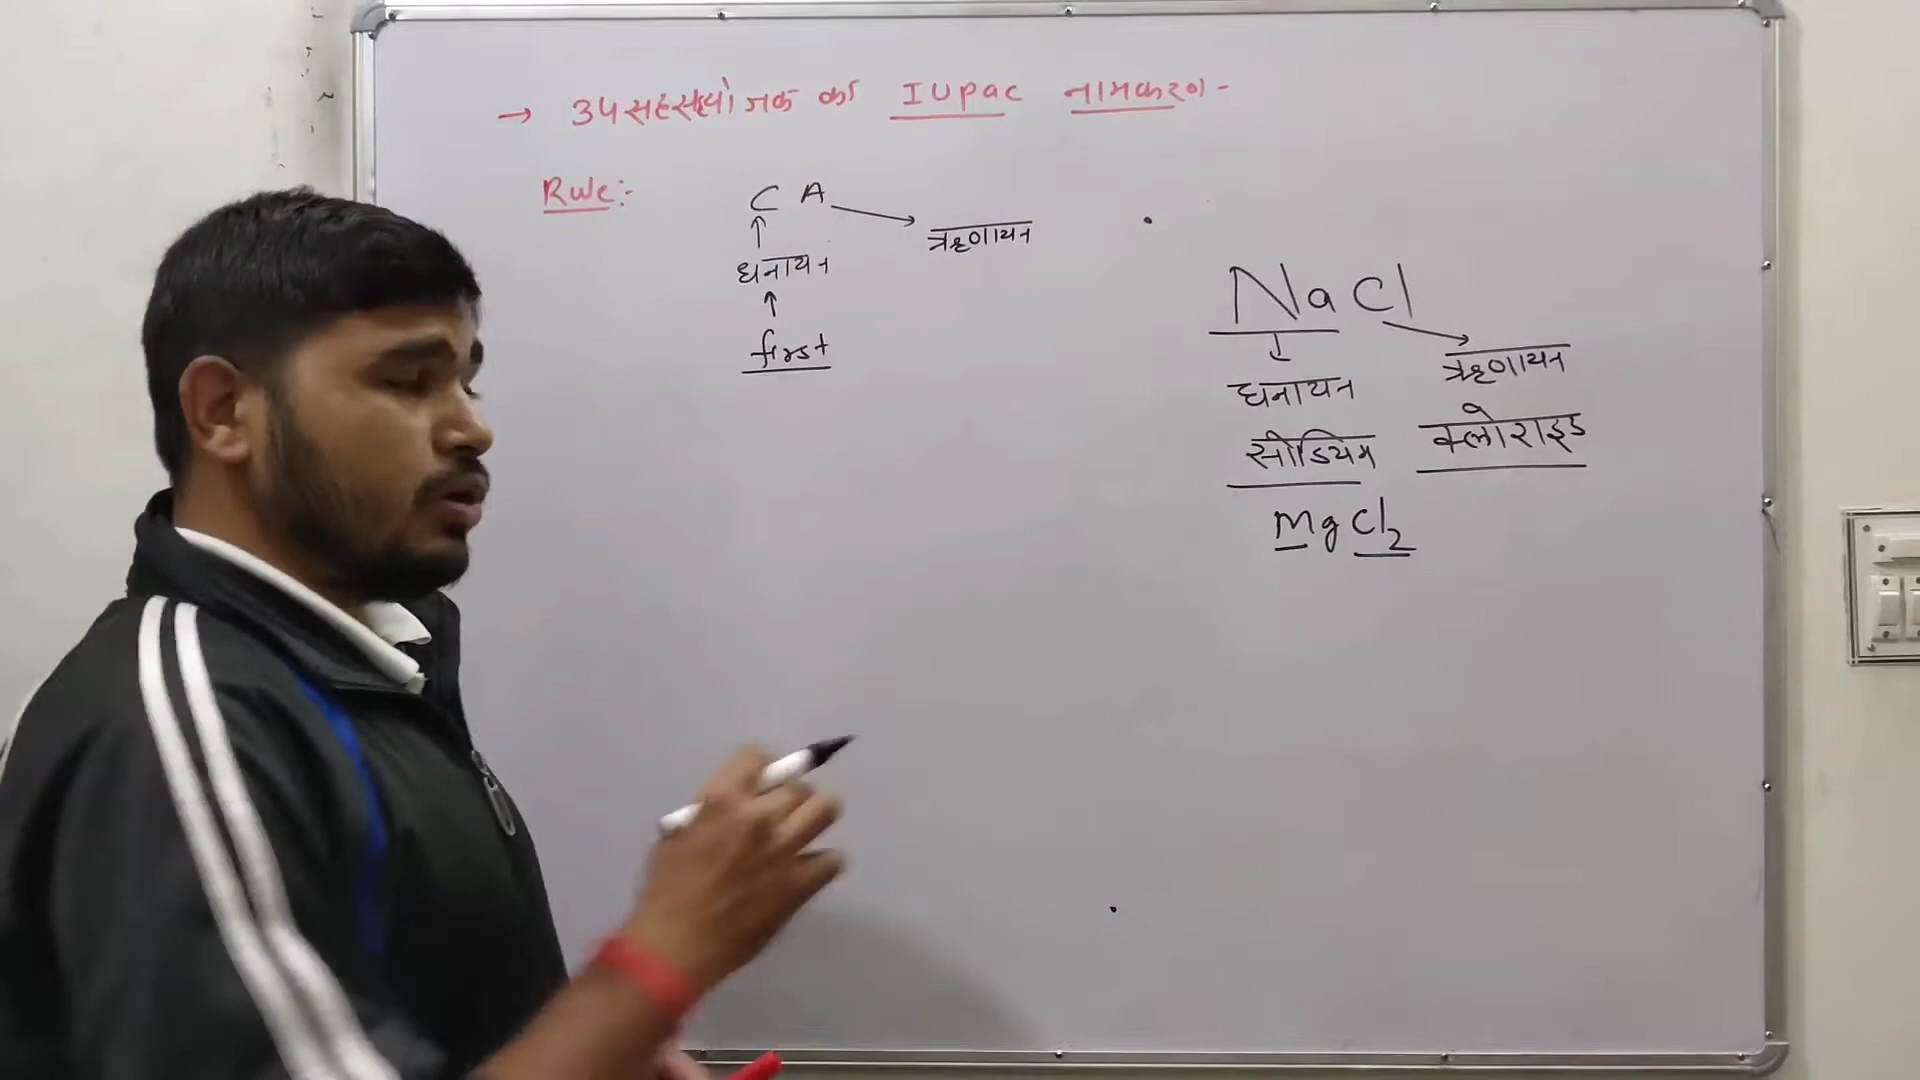 → उपसहसंयोजक का IUPAC नामकरण -
Rule:-
C A → ऋणायन
↑
धनायन
↑
first
NaCl
धनायन → ऋणायन
सोडियम क्लोराइड
MgCl2